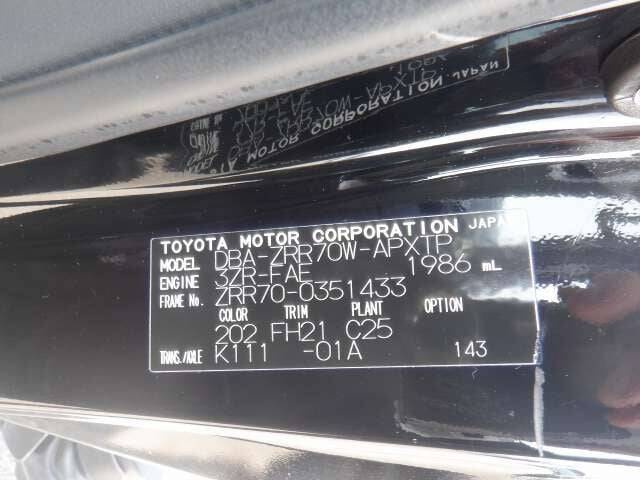 TOYOTA MOTOR CORPORATION JAPAN
MODEL DBA-ZRR70W-APXTP
ENGINE 3ZR-FAE 1986 mL
FRAME No. ZRR70-0351433
COLOR TRIM PLANT OPTION
202 FH21 C25
TRANS./AXLE K111 -01A 143